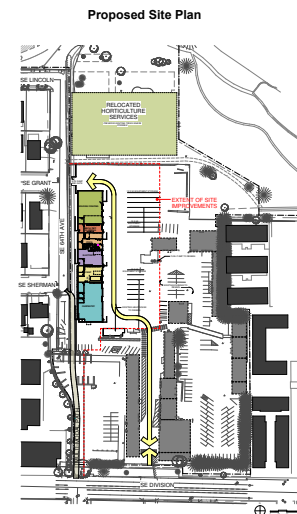 Proposed Site Plan
SE LINCOLN
RELOCATED
HORTICULTURE
SERVICES
SE GRANT
EXTENT OF SITE
IMPROVEMENTS
SE 64TH AVE
SE SHERMAN
SE DIVISION